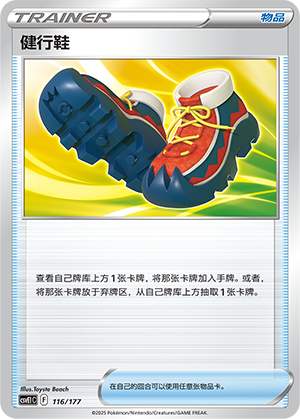 TRAINER
物品
健行鞋
查看自己牌库上方1张卡牌，将那张卡牌加入手牌。或者，
将那张卡牌放于弃牌区，从自己牌库上方抽取1张卡牌。
Illus.Toyste Beach
F 116/177
在自己的回合可以使用任意张物品卡。
©2025 Pokémon/Nintendo/Creatures/GAME FREAK.